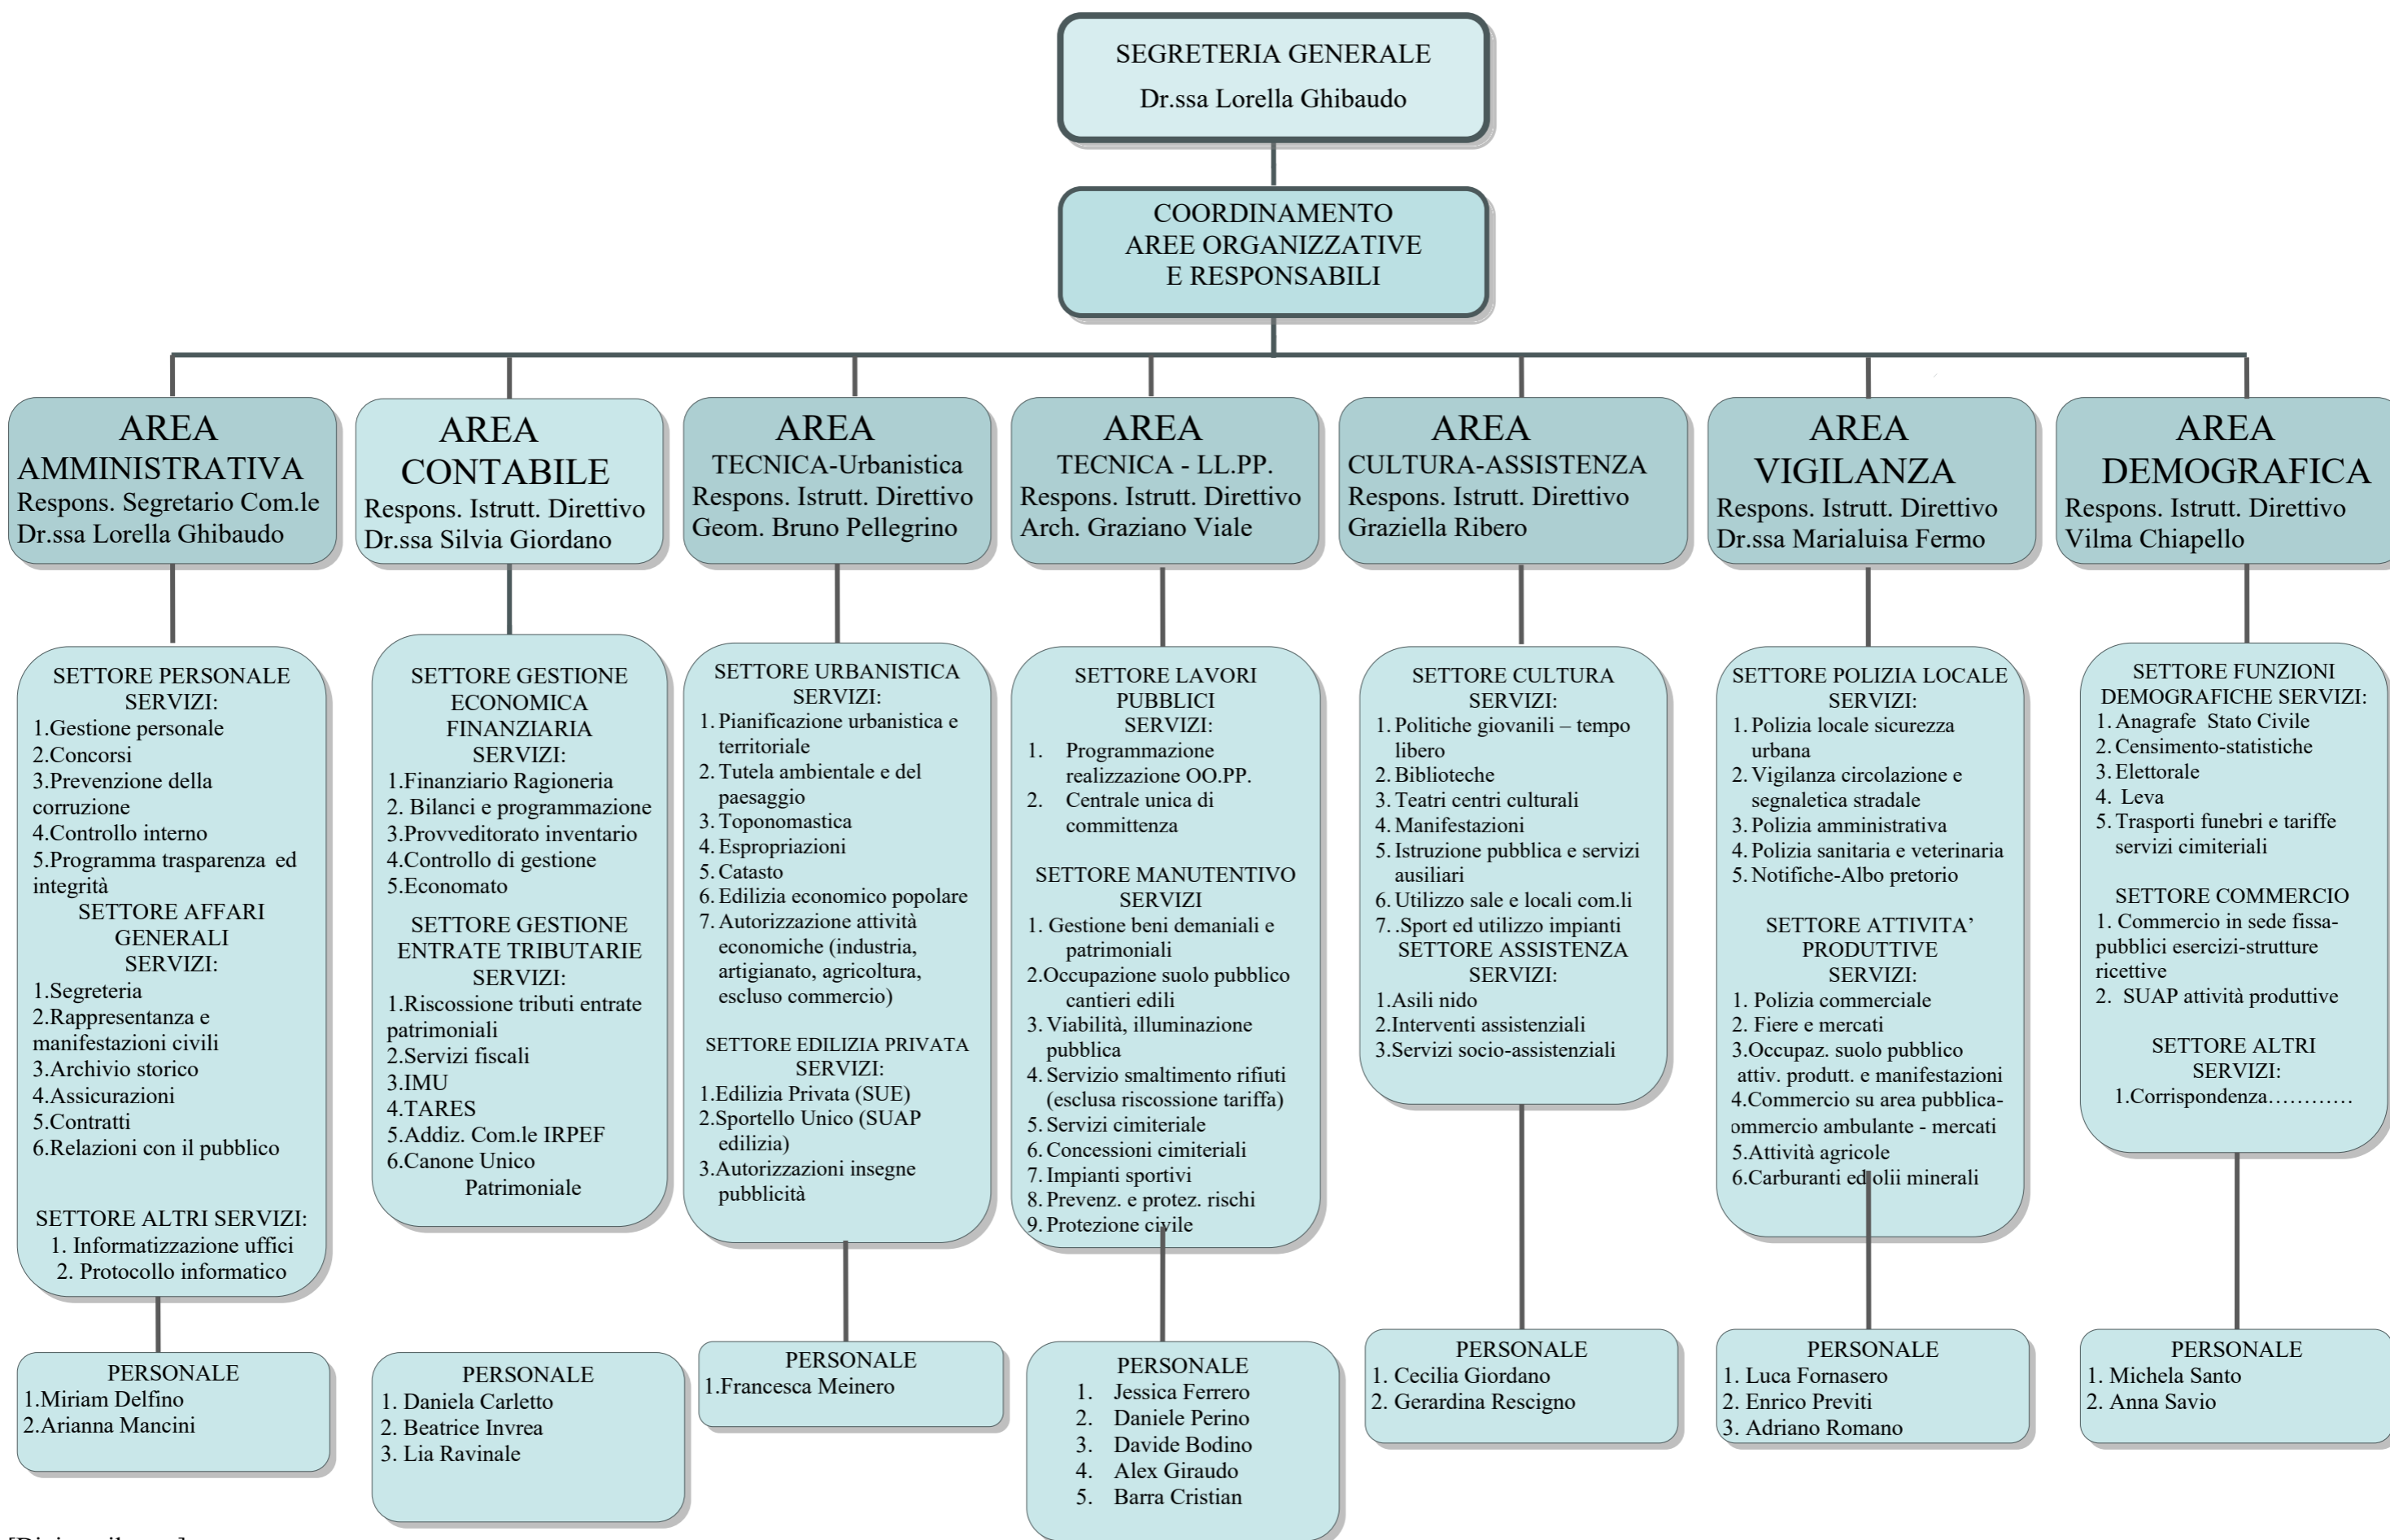 SEGRETERIA GENERALE
Dr.ssa Lorella Ghibaudo
COORDINAMENTO
AREE ORGANIZZATIVE
E RESPONSABILI
AREA
AMMINISTRATIVA
Respons. Segretario Com.le
Dr.ssa Lorella Ghibaudo
AREA
CONTABILE
Respons. Istrutt. Direttivo
Dr.ssa Silvia Giordano
AREA
TECNICA-Urbanistica
Respons. Istrutt. Direttivo
Geom. Bruno Pellegrino
AREA
TECNICA - LL.PP.
Respons. Istrutt. Direttivo
Arch. Graziano Viale
AREA
CULTURA-ASSISTENZA
Respons. Istrutt. Direttivo
Graziella Ribero
AREA
VIGILANZA
Respons. Istrutt. Direttivo
Dr.ssa Marialuisa Fermo
AREA
DEMOGRAFICA
Respons. Istrutt. Direttivo
Vilma Chiapello
SETTORE PERSONALE
SERVIZI:
1.Gestione personale
2.Concorsi
3.Prevenzione della
corruzione
4.Controllo interno
5.Programma trasparenza ed
integrità
SETTORE AFFARI
GENERALI
SERVIZI:
1.Segreteria
2.Rappresentanza e
manifestazioni civili
3.Archivio storico
4.Assicurazioni
5.Contratti
6.Relazioni con il pubblico
SETTORE ALTRI SERVIZI:
1. Informatizzazione uffici
2. Protocollo informatico
SETTORE GESTIONE
ECONOMICA
FINANZIARIA
SERVIZI:
1.Finanziario Ragioneria
2. Bilanci e programmazione
3.Provveditorato inventario
4.Controllo di gestione
5.Economato
SETTORE GESTIONE
ENTRATE TRIBUTARIE
SERVIZI:
1.Riscossione tributi entrate
patrimoniali
2.Servizi fiscali
3.IMU
4.TARES
5.Addiz. Com.le IRPEF
6.Canone Unico
Patrimoniale
SETTORE URBANISTICA
SERVIZI:
1. Pianificazione urbanistica e
territoriale
2. Tutela ambientale e del
paesaggio
3. Toponomastica
4. Espropriazioni
5. Catasto
6. Edilizia economico popolare
7. Autorizzazione attività
economiche (industria,
artigianato, agricoltura,
escluso commercio)
SETTORE EDILIZIA PRIVATA
SERVIZI:
1.Edilizia Privata (SUE)
2.Sportello Unico (SUAP
edilizia)
3.Autorizzazioni insegne
pubblicità
SETTORE LAVORI
PUBBLICI
SERVIZI:
1. Programmazione
realizzazione OO.PP.
2. Centrale unica di
committenza
SETTORE MANUTENTIVO
SERVIZI
1. Gestione beni demaniali e
patrimoniali
2.Occupazione suolo pubblico
cantieri edili
3. Viabilità, illuminazione
pubblica
4. Servizio smaltimento rifiuti
(esclusa riscossione tariffa)
5. Servizi cimiteriale
6. Concessioni cimiteriali
7. Impianti sportivi
8. Prevenz. e protez. rischi
9. Protezione civile
SETTORE CULTURA
SERVIZI:
1. Politiche giovanili – tempo
libero
2. Biblioteche
3. Teatri centri culturali
4. Manifestazioni
5. Istruzione pubblica e servizi
ausiliari
6. Utilizzo sale e locali com.li
7. .Sport ed utilizzo impianti
SETTORE ASSISTENZA
SERVIZI:
1.Asili nido
2.Interventi assistenziali
3.Servizi socio-assistenziali
SETTORE POLIZIA LOCALE
SERVIZI:
1. Polizia locale sicurezza
urbana
2. Vigilanza circolazione e
segnaletica stradale
3. Polizia amministrativa
4. Polizia sanitaria e veterinaria
5. Notifiche-Albo pretorio
SETTORE ATTIVITA’
PRODUTTIVE
SERVIZI:
1. Polizia commerciale
2. Fiere e mercati
3.Occupaz. suolo pubblico
attiv. produtt. e manifestazioni
4.Commercio su area pubblica-
ommercio ambulante - mercati
5.Attività agricole
6.Carburanti ed olii minerali
SETTORE FUNZIONI
DEMOGRAFICHE SERVIZI:
1. Anagrafe Stato Civile
2. Censimento-statistiche
3. Elettorale
4. Leva
5. Trasporti funebri e tariffe
servizi cimiteriali
SETTORE COMMERCIO
1. Commercio in sede fissa-
pubblici esercizi-strutture
ricettive
2. SUAP attività produttive
SETTORE ALTRI
SERVIZI:
1.Corrispondenza…………
PERSONALE
1.Miriam Delfino
2.Arianna Mancini
PERSONALE
1. Daniela Carletto
2. Beatrice Invrea
3. Lia Ravinale
PERSONALE
1.Francesca Meinero
PERSONALE
1. Jessica Ferrero
2. Daniele Perino
3. Davide Bodino
4. Alex Giraudo
5. Barra Cristian
PERSONALE
1. Cecilia Giordano
2. Gerardina Rescigno
PERSONALE
1. Luca Fornasero
2. Enrico Previti
3. Adriano Romano
PERSONALE
1. Michela Santo
2. Anna Savio